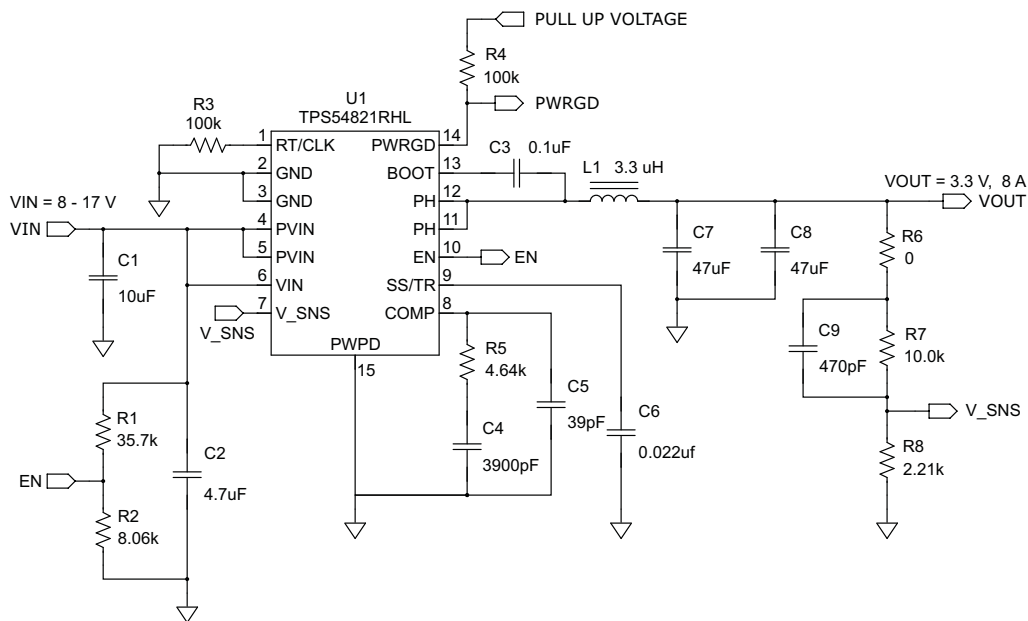 PULL UP VOLTAGE
R4
100k
PWRGD
U1
TPS54821RHL
R3
100k
1 RT/CLK PWRGD 14
2 GND BOOT 13
3 GND PH 12
4 PVIN PH 11
5 PVIN EN 10
6 VIN SS/TR 9
7 V_SNS COMP 8
PWPD
15
C3 0.1uF
L1 3.3 uH
VOUT = 3.3 V, 8 A
VOUT
VIN = 8 - 17 V
VIN
C1
10uF
V_SNS
EN
C7
47uF
C8
47uF
R6
0
C9
470pF
R7
10.0k
V_SNS
R8
2.21k
R5
4.64k
C5
39pF
C4
3900pF
C6
0.022uf
R1
35.7k
EN
R2
8.06k
C2
4.7uF